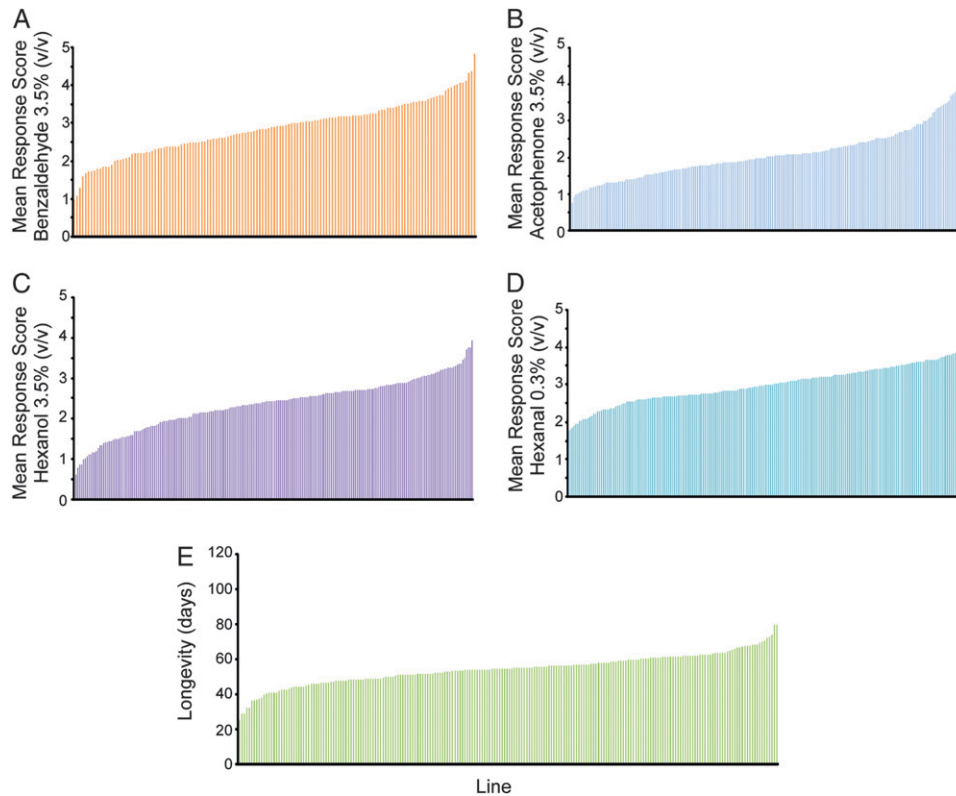 A
Mean Response Score
Benzaldehyde 3.5% (v/v)
5
4
3
2
1
0
B
Mean Response Score
Acetophenone 3.5% (v/v)
5
4
3
2
1
0
C
Mean Response Score
Hexanol 3.5% (v/v)
5
4
3
2
1
0
D
Mean Response Score
Hexanal 0.3% (v/v)
5
4
3
2
1
0
E
Longevity (days)
120
100
80
60
40
20
0
Line